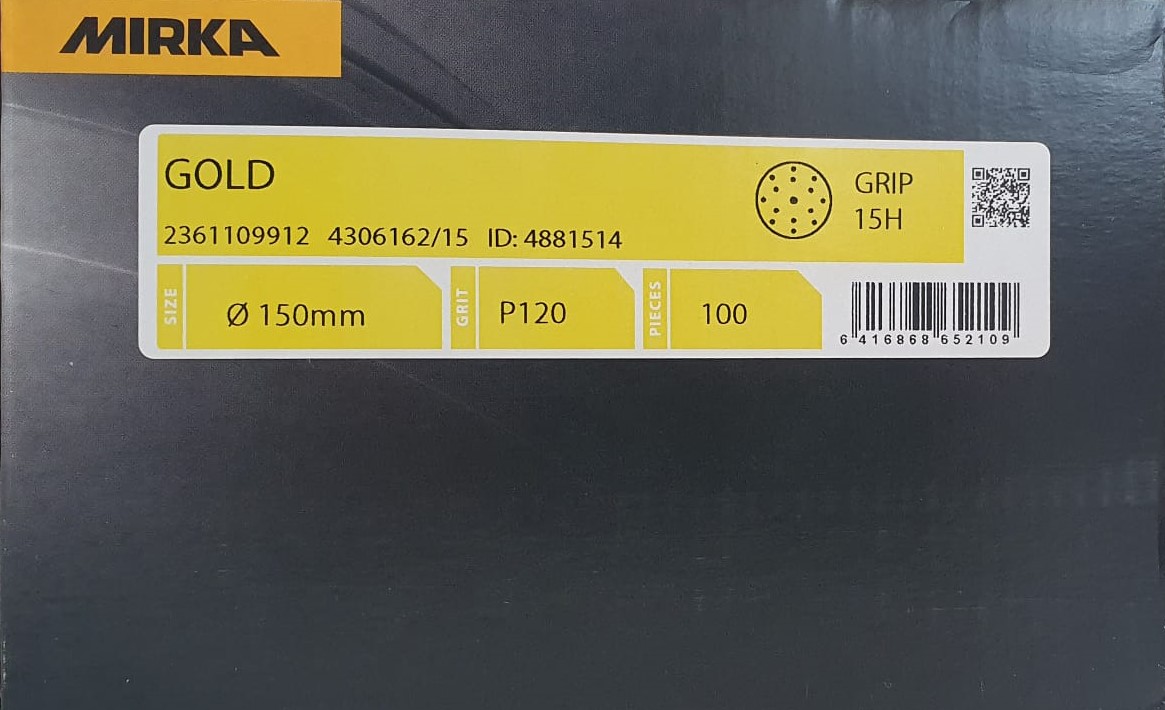 MIRKA
GOLD
GRIP
15H
2361109912 4306162/15 ID: 4881514
SIZE Ø 150mm GRIT P120 PIECES 100
6 416868 652109